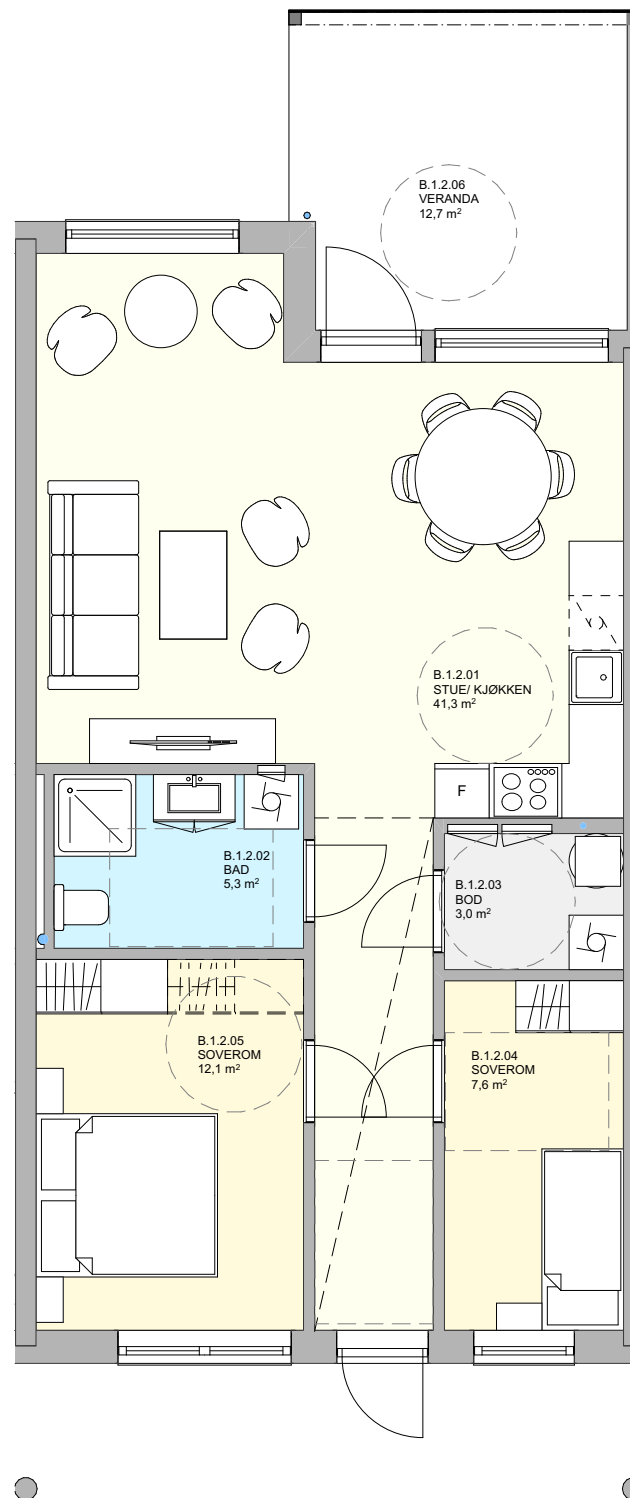 B.1.2.06
VERANDA
12,7 m²
B.1.2.01
STUE/ KJØKKEN
41,3 m²
F
B.1.2.02
BAD
5,3 m²
B.1.2.03
BOD
3,0 m²
B.1.2.05
SOVEROM
12,1 m²
B.1.2.04
SOVEROM
7,6 m²